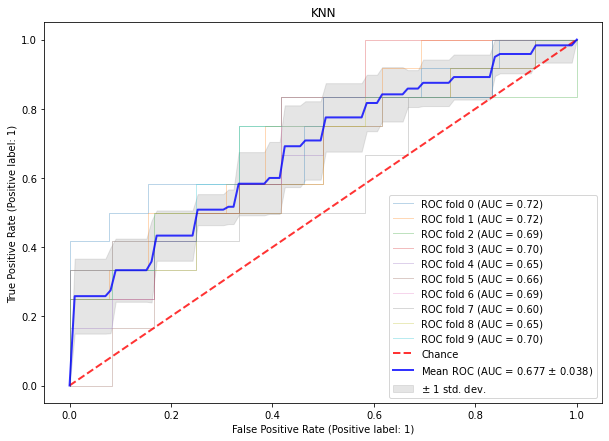 KNN
1.0
0.8
0.6
0.4
0.2
0.0
True Positive Rate (Positive label: 1)
ROC fold 0 (AUC = 0.72)
ROC fold 1 (AUC = 0.72)
ROC fold 2 (AUC = 0.69)
ROC fold 3 (AUC = 0.70)
ROC fold 4 (AUC = 0.65)
ROC fold 5 (AUC = 0.66)
ROC fold 6 (AUC = 0.69)
ROC fold 7 (AUC = 0.60)
ROC fold 8 (AUC = 0.65)
ROC fold 9 (AUC = 0.70)
Chance
Mean ROC (AUC = 0.677 ± 0.038)
± 1 std. dev.
0.0 0.2 0.4 0.6 0.8 1.0
False Positive Rate (Positive label: 1)